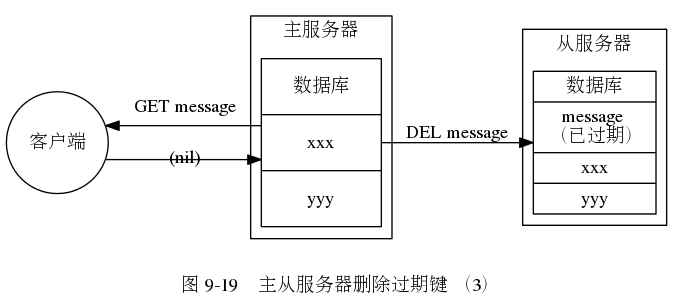 主服务器
从服务器
数据库
数据库
GET message
message
（已过期）
客户端
xxx
DEL message
(nil)
xxx
yyy
yyy
图 9-19 主从服务器删除过期键 （3）